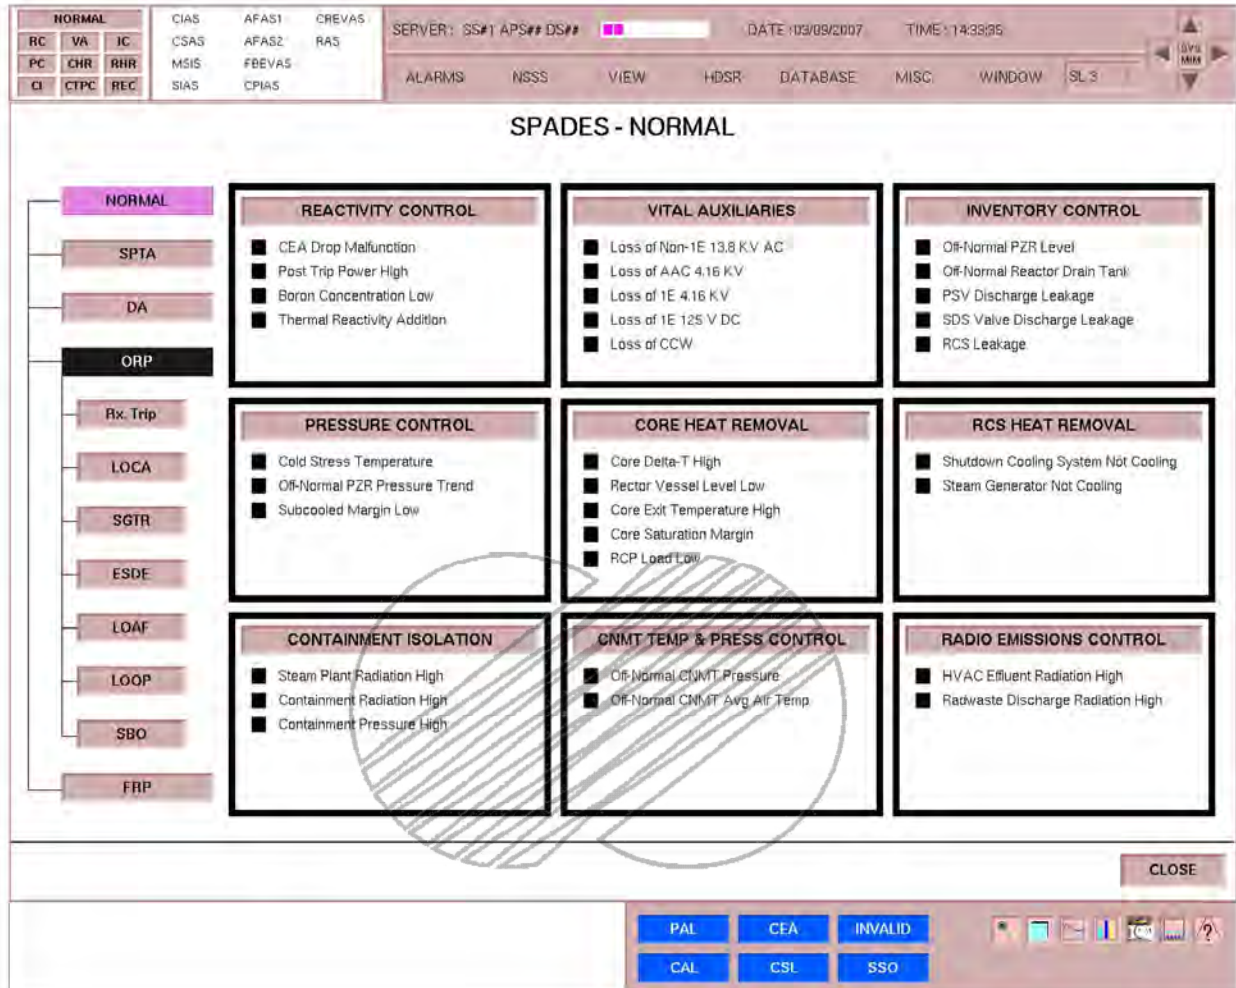 NORMAL
RC VA IC
PC CHR RHR
CI CTPC REC
CIAS AFAS1 CREVAS
CSAS AFAS2 RAS
MSIS FBEVAS
SIAS CPIAS
SERVER : SS#1 APS## DS##
DATE :03/09/2007
TIME : 14:33:35
ALARMS NSSS VIEW HDSR DATABASE MISC WINDOW SL 3
SYS
MIM
SPADES - NORMAL
NORMAL
SPTA
DA
ORP
Rx. Trip
LOCA
SGTR
ESDE
LOAF
LOOP
SBO
FRP
REACTIVITY CONTROL
CEA Drop Malfunction
Post Trip Power High
Boron Concentration Low
Thermal Reactivity Addition
VITAL AUXILIARIES
Loss of Non-1E 13.8 KV AC
Loss of AAC 4.16 KV
Loss of 1E 4.16 KV
Loss of 1E 125 V DC
Loss of CCW
INVENTORY CONTROL
Off-Normal PZR Level
Off-Normal Reactor Drain Tank
PSV Discharge Leakage
SDS Valve Discharge Leakage
RCS Leakage
PRESSURE CONTROL
Cold Stress Temperature
Off-Normal PZR Pressure Trend
Subcooled Margin Low
CORE HEAT REMOVAL
Core Delta-T High
Rector Vessel Level Low
Core Exit Temperature High
Core Saturation Margin
RCP Load Low
RCS HEAT REMOVAL
Shutdown Cooling System Not Cooling
Steam Generator Not Cooling
CONTAINMENT ISOLATION
Steam Plant Radiation High
Containment Radiation High
Containment Pressure High
CNMT TEMP & PRESS CONTROL
Off-Normal CNMT Pressure
Off-Normal CNMT Avg Air Temp
RADIO EMISSIONS CONTROL
HVAC Effluent Radiation High
Radwaste Discharge Radiation High
CLOSE
PAL CEA INVALID
CAL CSL SSO
?